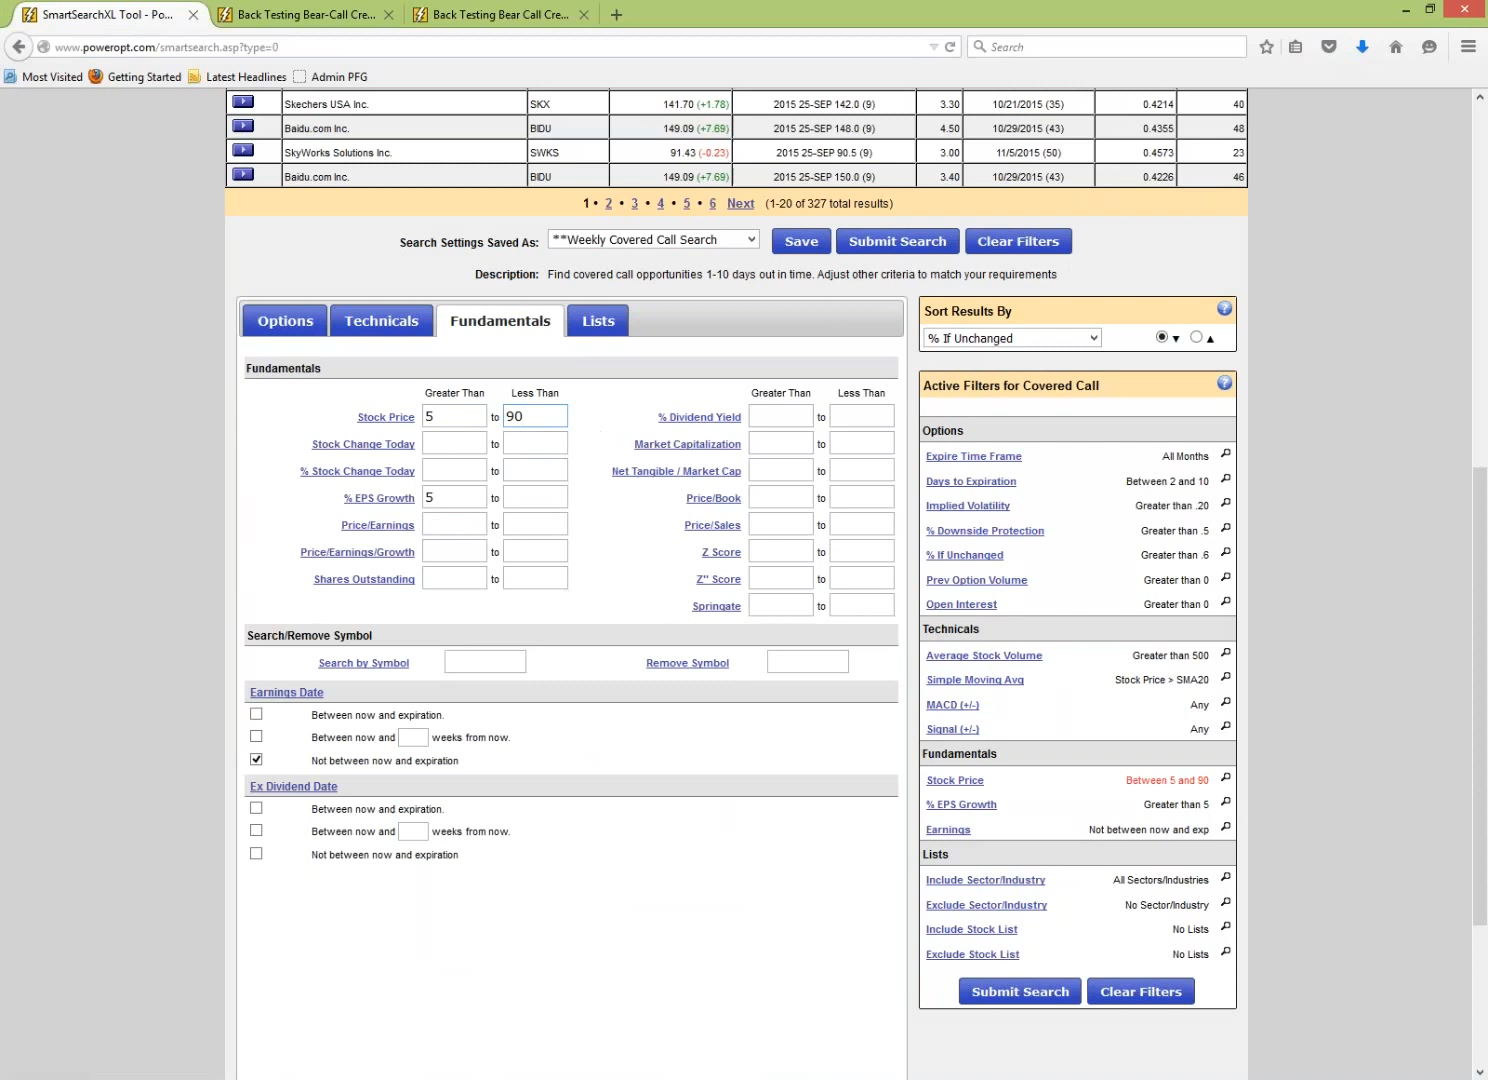 SmartSearchXL Tool - Po...
Back Testing Bear-Call Cre...
Back Testing Bear Call Cre...
www.poweropt.com/smartsearch.asp?type=0
Search
Most Visited Getting Started Latest Headlines Admin PFG
Skechers USA Inc. SKX 141.70 (+1.78) 2015 25-SEP 142.0 (9) 3.30 10/21/2015 (35) 0.4214 40
Baidu.com Inc. BIDU 149.09 (+7.69) 2015 25-SEP 148.0 (9) 4.50 10/29/2015 (43) 0.4355 48
SkyWorks Solutions Inc. SWKS 91.43 (-0.23) 2015 25-SEP 90.5 (9) 3.00 11/5/2015 (50) 0.4573 23
Baidu.com Inc. BIDU 149.09 (+7.69) 2015 25-SEP 150.0 (9) 3.40 10/29/2015 (43) 0.4226 46
1 • 2 • 3 • 4 • 5 • 6 Next (1-20 of 327 total results)
Search Settings Saved As: **Weekly Covered Call Search Save Submit Search Clear Filters
Description: Find covered call opportunities 1-10 days out in time. Adjust other criteria to match your requirements
Options Technicals Fundamentals Lists
Fundamentals
Greater Than Less Than Greater Than Less Than
Stock Price 5 to 90 % Dividend Yield to
Stock Change Today to Market Capitalization to
% Stock Change Today to Net Tangible / Market Cap to
% EPS Growth 5 to Price/Book to
Price/Earnings to Price/Sales to
Price/Earnings/Growth to Z Score to
Shares Outstanding to Z" Score to
Springate to
Search/Remove Symbol
Search by Symbol Remove Symbol
Earnings Date
Between now and expiration.
Between now and weeks from now.
Not between now and expiration
Ex Dividend Date
Between now and expiration.
Between now and weeks from now.
Not between now and expiration
Sort Results By ?
% If Unchanged
Active Filters for Covered Call ?
Options
Expire Time Frame All Months
Days to Expiration Between 2 and 10
Implied Volatility Greater than .20
% Downside Protection Greater than .5
% If Unchanged Greater than .6
Prev Option Volume Greater than 0
Open Interest Greater than 0
Technicals
Average Stock Volume Greater than 500
Simple Moving Avg Stock Price > SMA20
MACD (+/-) Any
Signal (+/-) Any
Fundamentals
Stock Price Between 5 and 90
% EPS Growth Greater than 5
Earnings Not between now and exp
Lists
Include Sector/Industry All Sectors/Industries
Exclude Sector/Industry No Sector/Industry
Include Stock List No Lists
Exclude Stock List No Lists
Submit Search Clear Filters